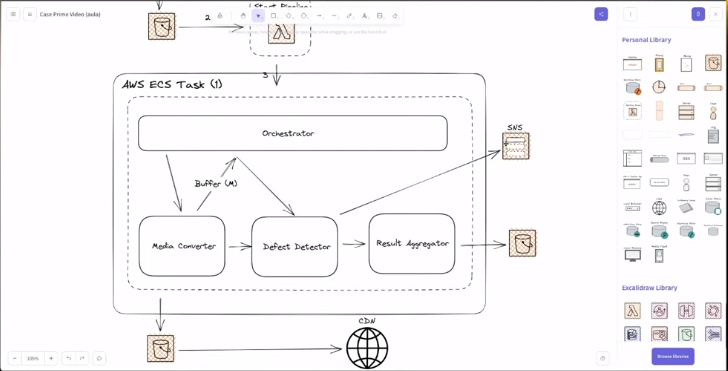 Case Prime Video (aula)
2
Start Pipeline
3
AWS ECS Task (1)
Orchestrator
SNS
Buffer (M)
Media Converter
Defect Detector
Result Aggregator
CDN
Personal Library
Excalidraw Library
Browse libraries